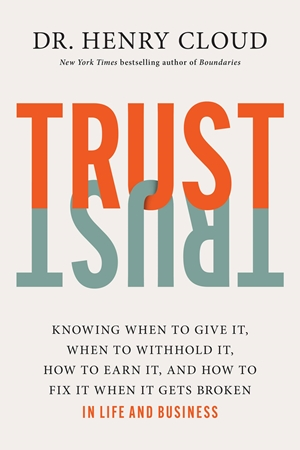 DR. HENRY CLOUD
New York Times bestselling author of Boundaries
TRUST
TRUST
KNOWING WHEN TO GIVE IT,
WHEN TO WITHHOLD IT,
HOW TO EARN IT, AND HOW TO
FIX IT WHEN IT GETS BROKEN
IN LIFE AND BUSINESS